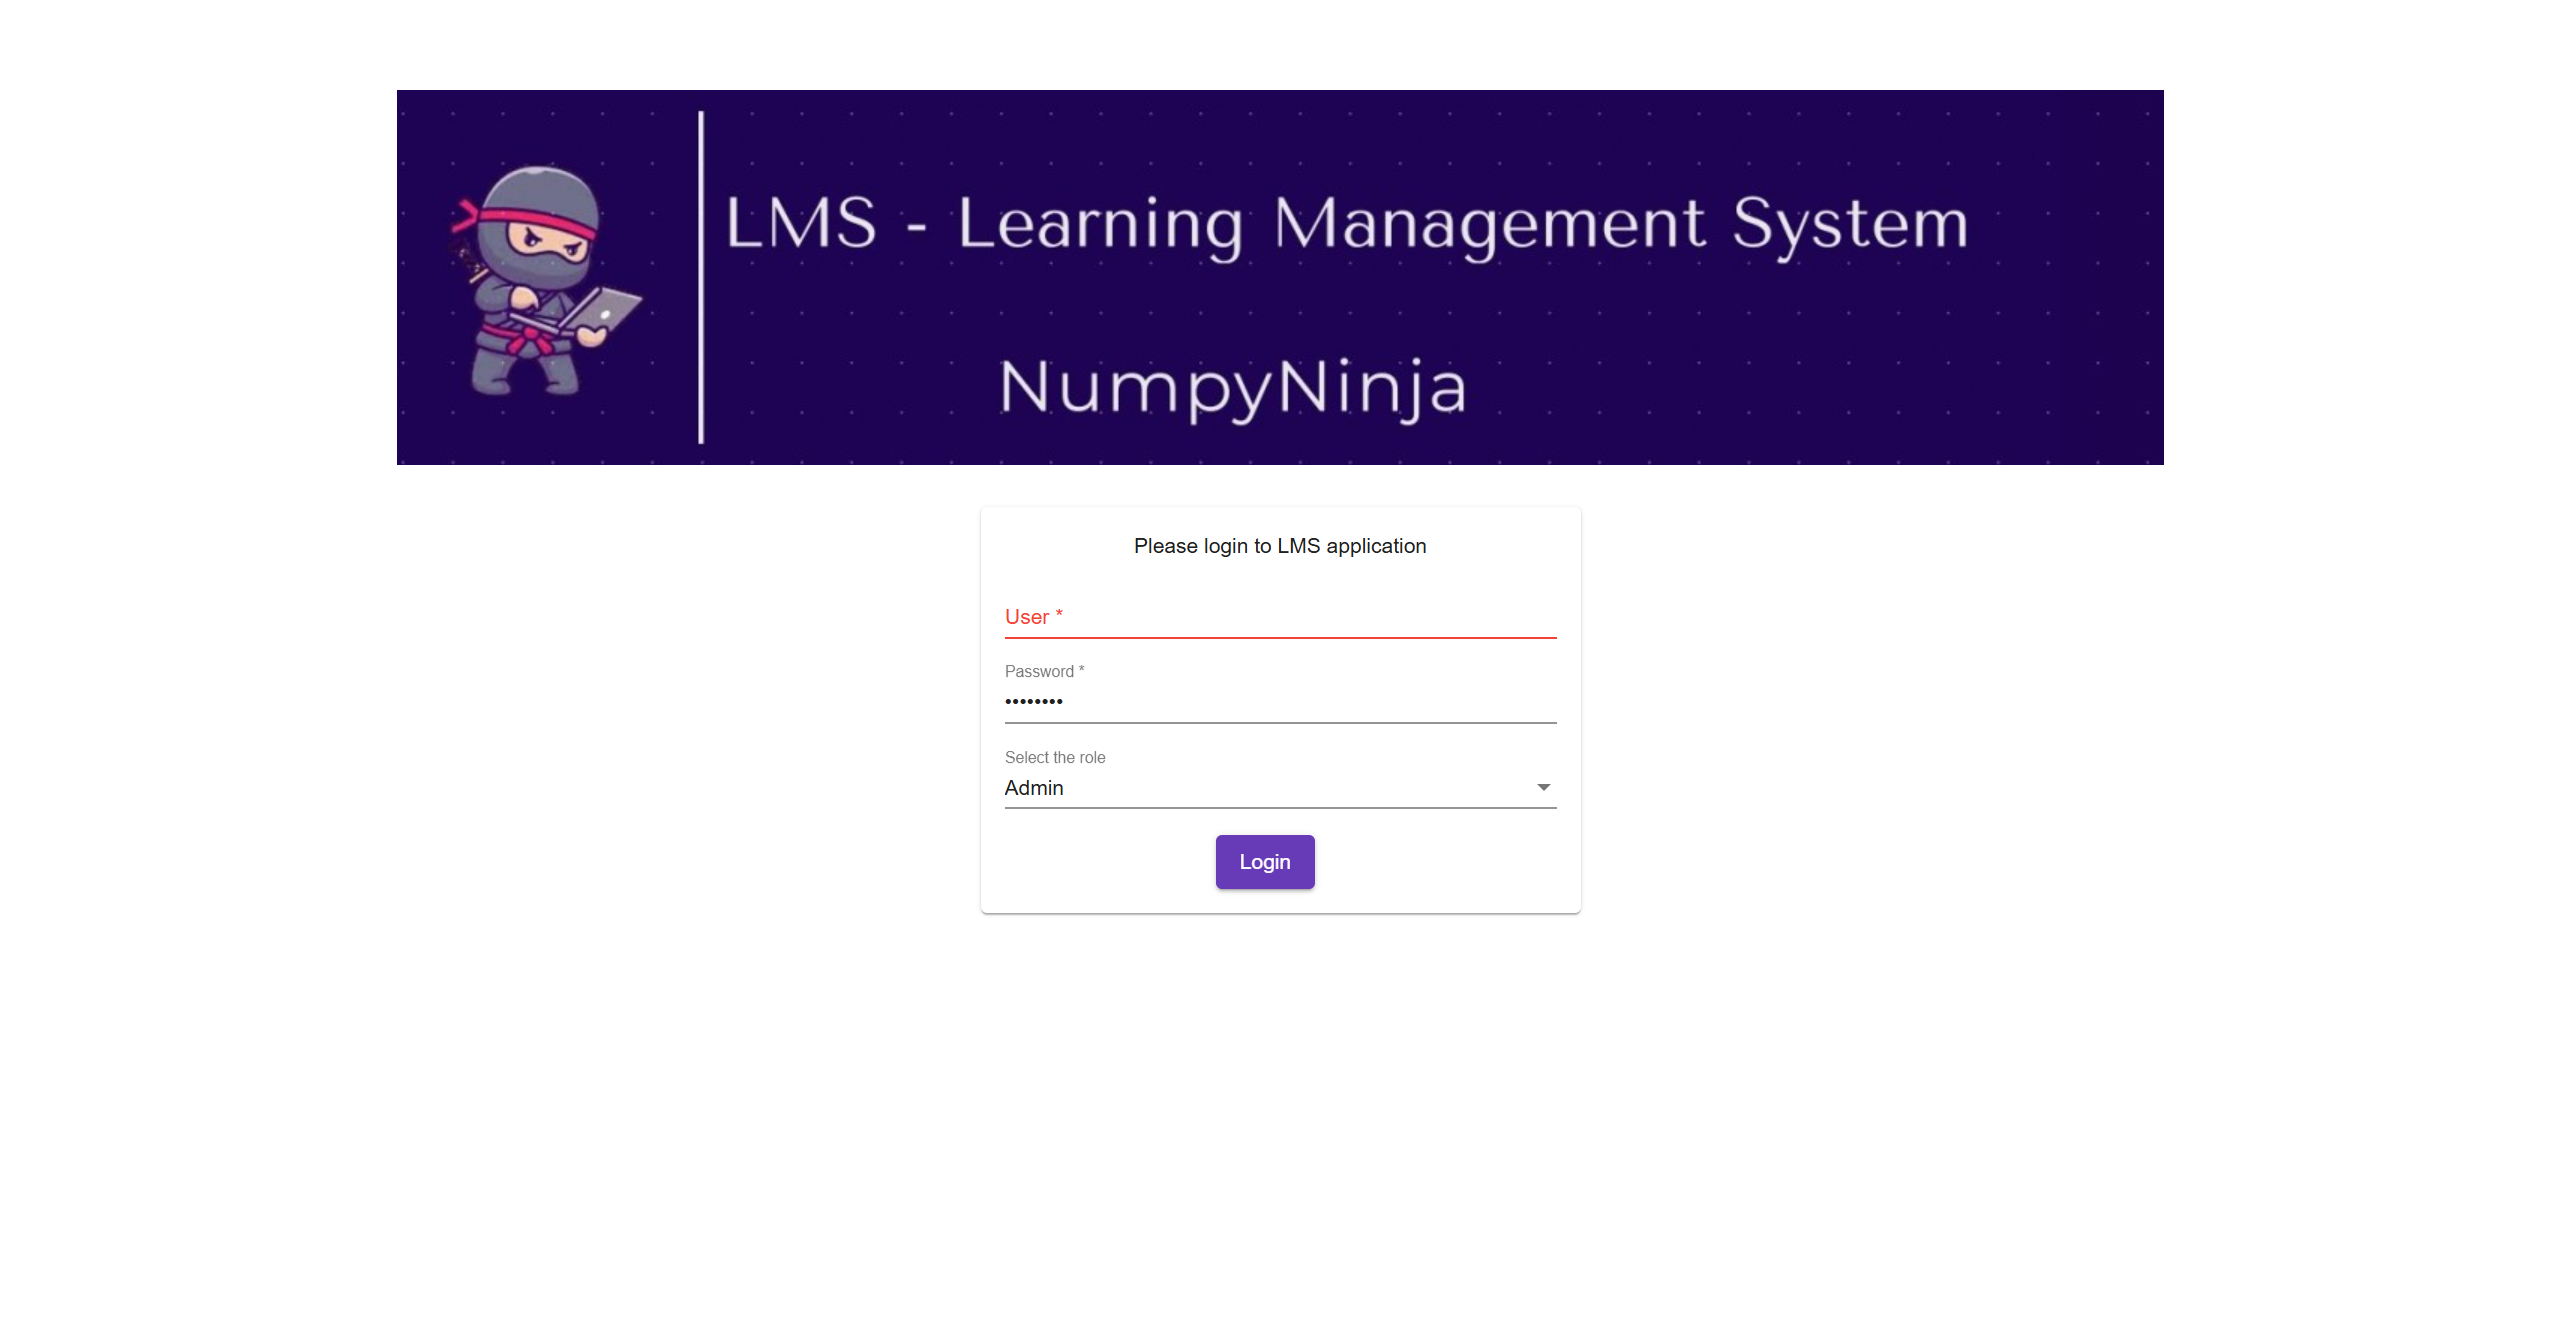 LMS - Learning Management System
NumpyNinja
Please login to LMS application
User *
Password *
••••••••
Select the role
Admin
Login